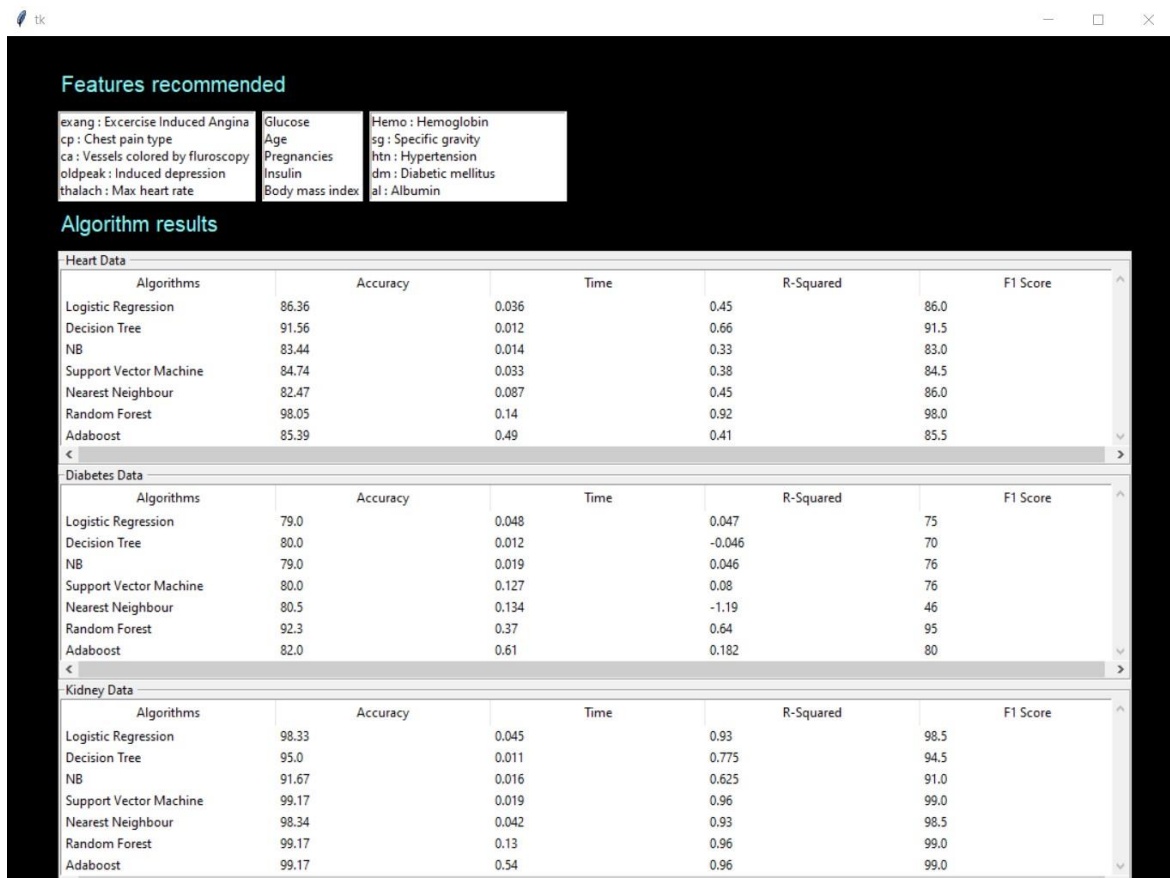 tk
Features recommended
exang : Excercise Induced Angina
cp : Chest pain type
ca : Vessels colored by fluroscopy
oldpeak : Induced depression
thalach : Max heart rate
Glucose
Age
Pregnancies
Insulin
Body mass index
Hemo : Hemoglobin
sg : Specific gravity
htn : Hypertension
dm : Diabetic mellitus
al : Albumin
Algorithm results
Heart Data
Algorithms Accuracy Time R-Squared F1 Score
Logistic Regression 86.36 0.036 0.45 86.0
Decision Tree 91.56 0.012 0.66 91.5
NB 83.44 0.014 0.33 83.0
Support Vector Machine 84.74 0.033 0.38 84.5
Nearest Neighbour 82.47 0.087 0.45 86.0
Random Forest 98.05 0.14 0.92 98.0
Adaboost 85.39 0.49 0.41 85.5
Diabetes Data
Algorithms Accuracy Time R-Squared F1 Score
Logistic Regression 79.0 0.048 0.047 75
Decision Tree 80.0 0.012 -0.046 70
NB 79.0 0.019 0.046 76
Support Vector Machine 80.0 0.127 0.08 76
Nearest Neighbour 80.5 0.134 -1.19 46
Random Forest 92.3 0.37 0.64 95
Adaboost 82.0 0.61 0.182 80
Kidney Data
Algorithms Accuracy Time R-Squared F1 Score
Logistic Regression 98.33 0.045 0.93 98.5
Decision Tree 95.0 0.011 0.775 94.5
NB 91.67 0.016 0.625 91.0
Support Vector Machine 99.17 0.019 0.96 99.0
Nearest Neighbour 98.34 0.042 0.93 98.5
Random Forest 99.17 0.13 0.96 99.0
Adaboost 99.17 0.54 0.96 99.0